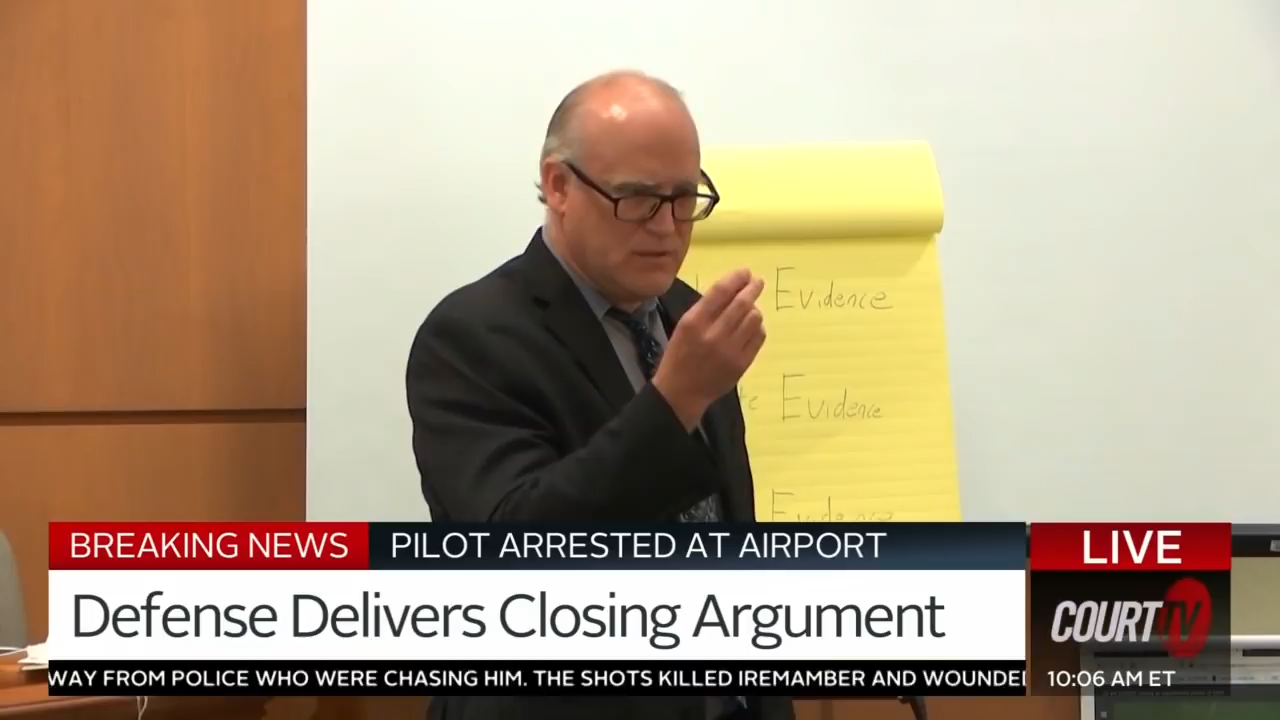 Evidence
Evidence
Evidence
BREAKING NEWS
PILOT ARRESTED AT AIRPORT
LIVE
Defense Delivers Closing Argument
COURT TV
WAY FROM POLICE WHO WERE CHASING HIM. THE SHOTS KILLED IREMAMBER AND WOUNDE
10:06 AM ET